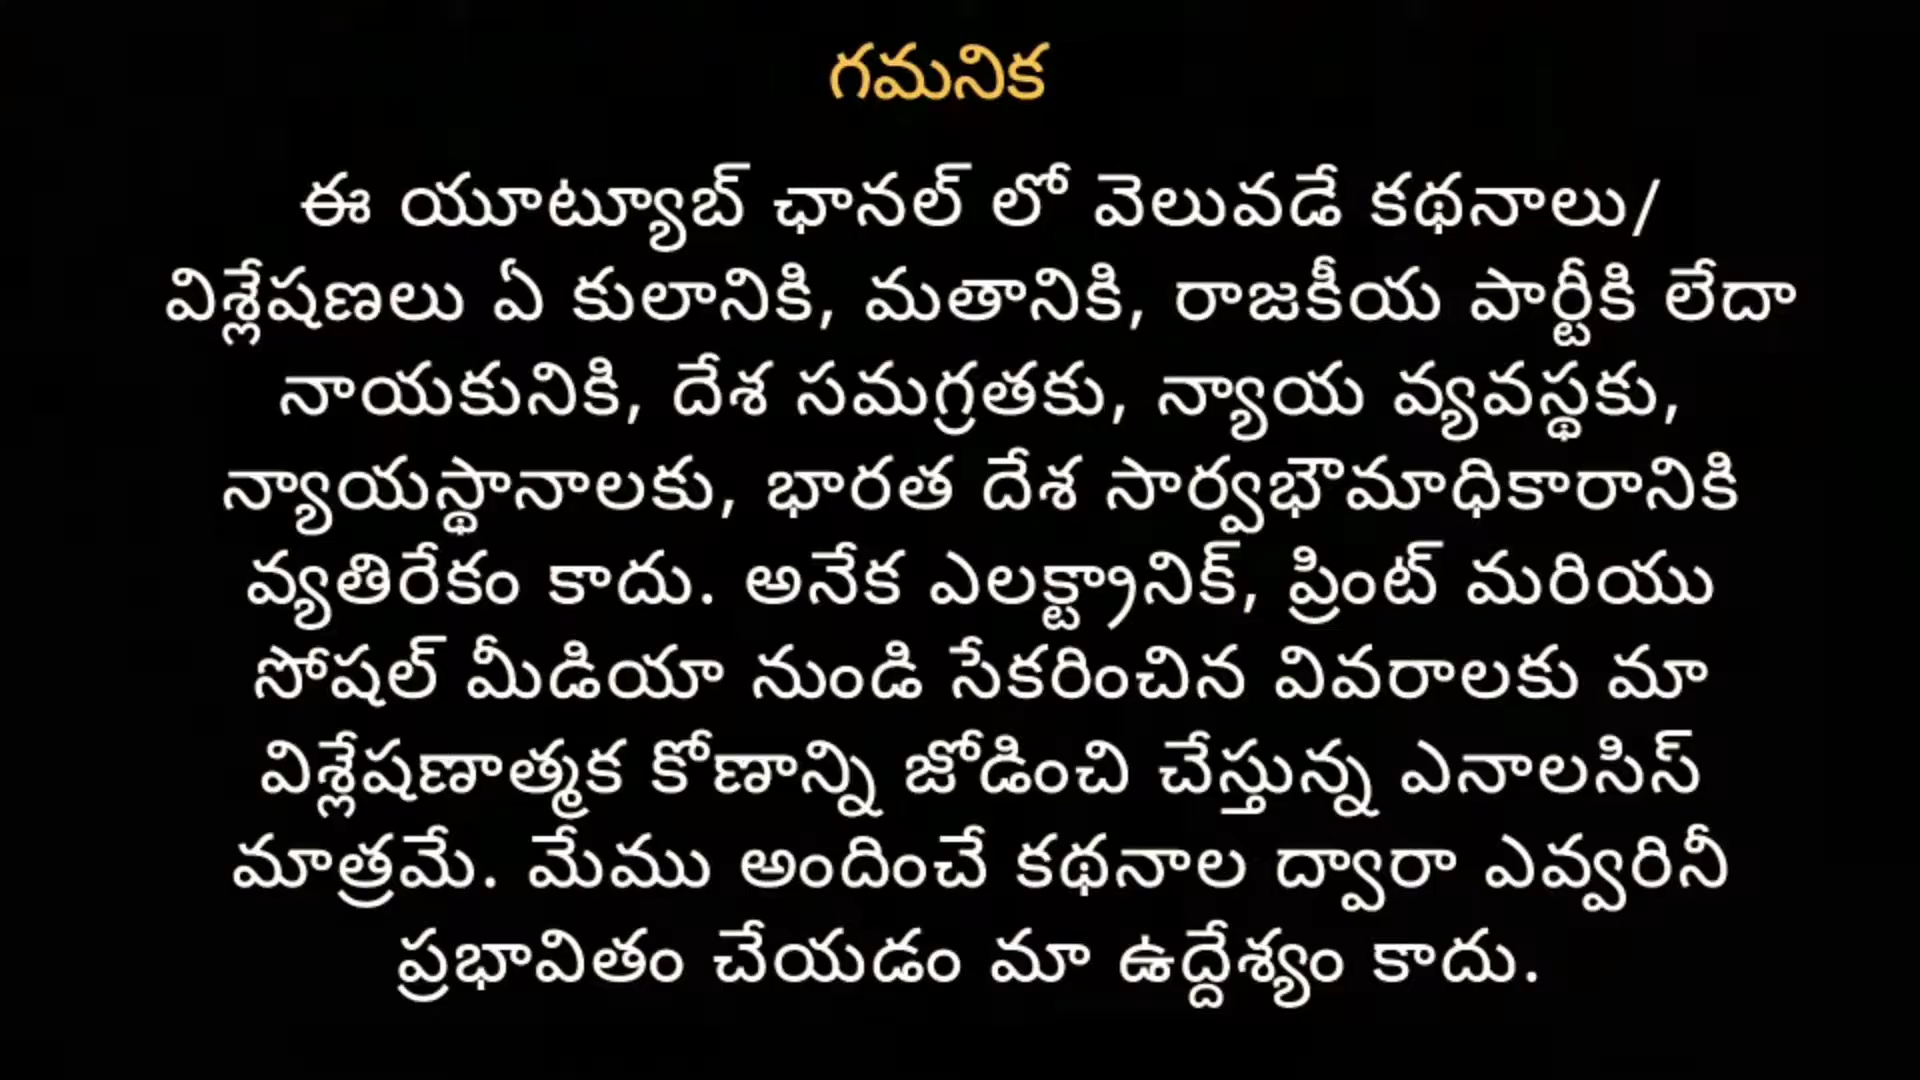 గమనిక
ఈ యూట్యూబ్ ఛానల్ లో వెలువడే కథనాలు/
విశ్లేషణలు ఏ కులానికి, మతానికి, రాజకీయ పార్టీకి లేదా
నాయకునికి, దేశ సమగ్రతకు, న్యాయ వ్యవస్థకు,
న్యాయస్థానాలకు, భారత దేశ సార్వభౌమాధికారానికి
వ్యతిరేకం కాదు. అనేక ఎలక్ట్రానిక్, ప్రింట్ మరియు
సోషల్ మీడియా నుండి సేకరించిన వివరాలకు మా
విశ్లేషణాత్మక కోణాన్ని జోడించి చేస్తున్న ఎనాలసిస్
మాత్రమే. మేము అందించే కథనాల ద్వారా ఎవ్వరినీ
ప్రభావితం చేయడం మా ఉద్దేశ్యం కాదు.